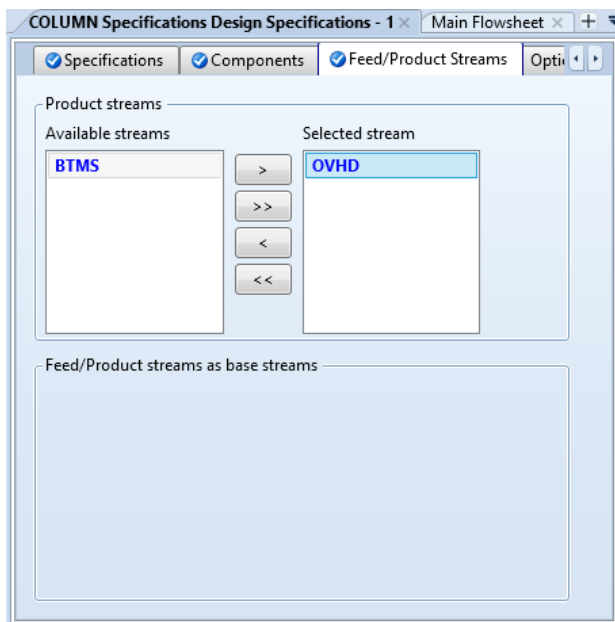 COLUMN Specifications Design Specifications - 1 × Main Flowsheet × +
Specifications Components Feed/Product Streams
Product streams
Available streams Selected stream
BTMS > OVHD
>>
<
<<
Feed/Product streams as base streams